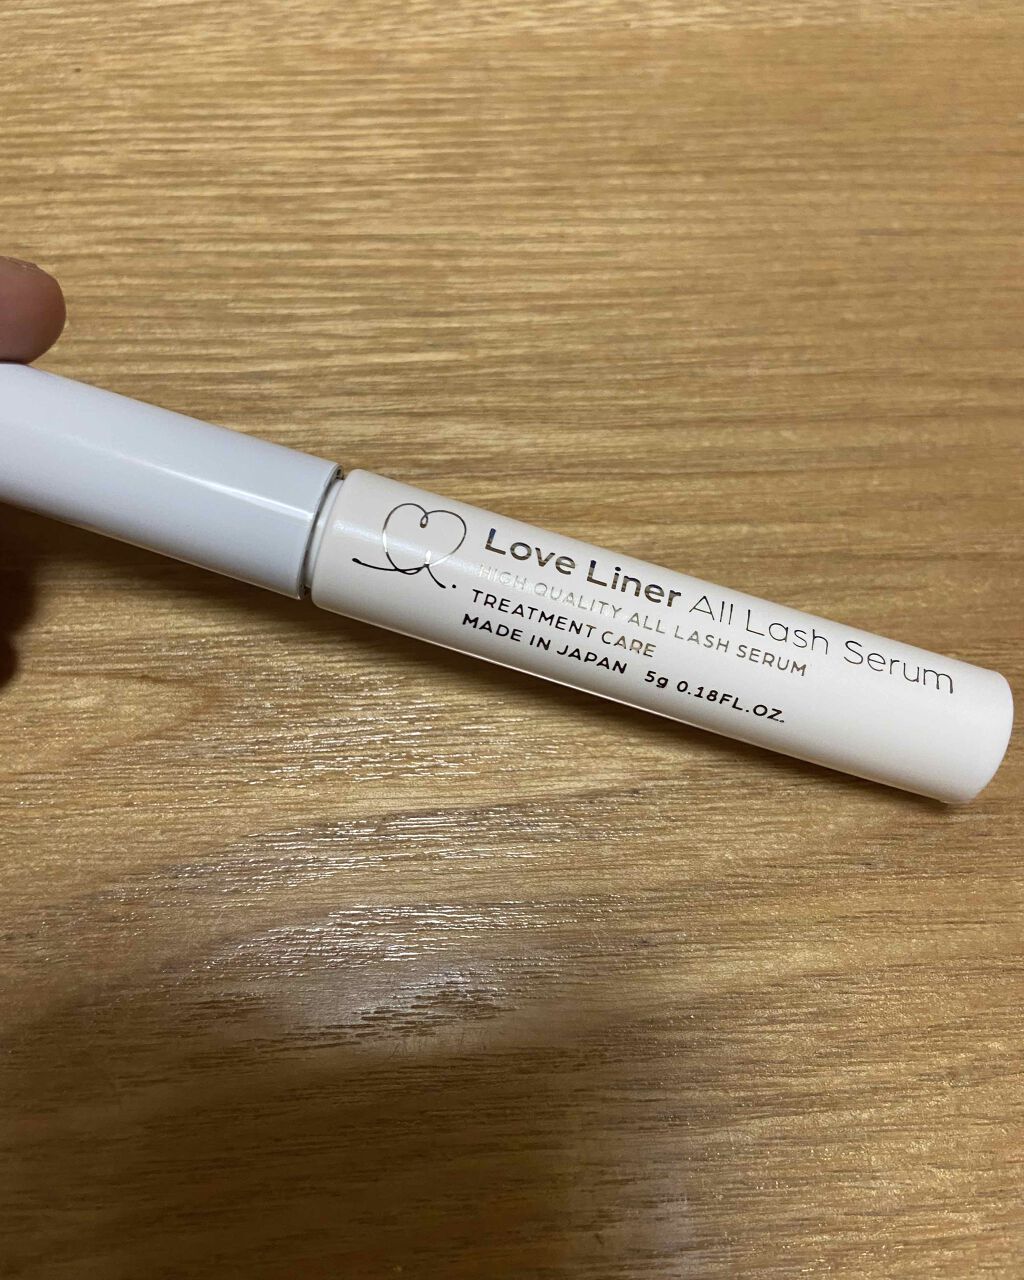 Love Liner All Lash Serum
HIGH QUALITY ALL LASH SERUM
TREATMENT CARE
MADE IN JAPAN 5g 0.18FL.OZ.